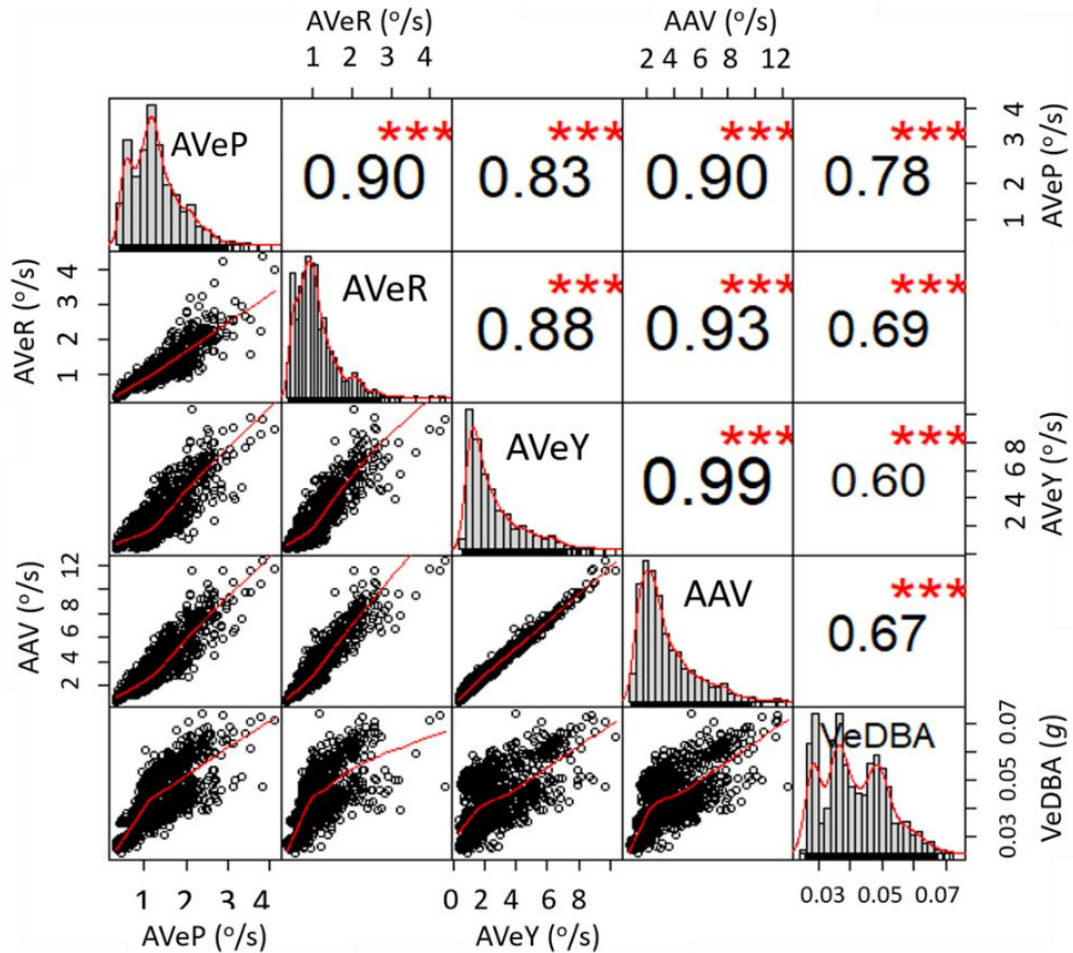 AVeR (°/s) AAV (°/s)
1 2 3 4 2 4 6 8 12
AVeP *** *** *** ***
0.90 0.83 0.90 0.78
1 2 3 4
AVeP (°/s)
AVeR (°/s)
1 2 3 4
AVeR *** *** ***
0.88 0.93 0.69
AVeY *** ***
0.99 0.60
2 4 6 8
AVeY (°/s)
AAV (°/s)
2 4 6 8 12
AAV ***
0.67
VeDBA
0.03 0.05 0.07
VeDBA (g)
1 2 3 4 0 2 4 6 8 0.03 0.05 0.07
AVeP (°/s) AVeY (°/s)